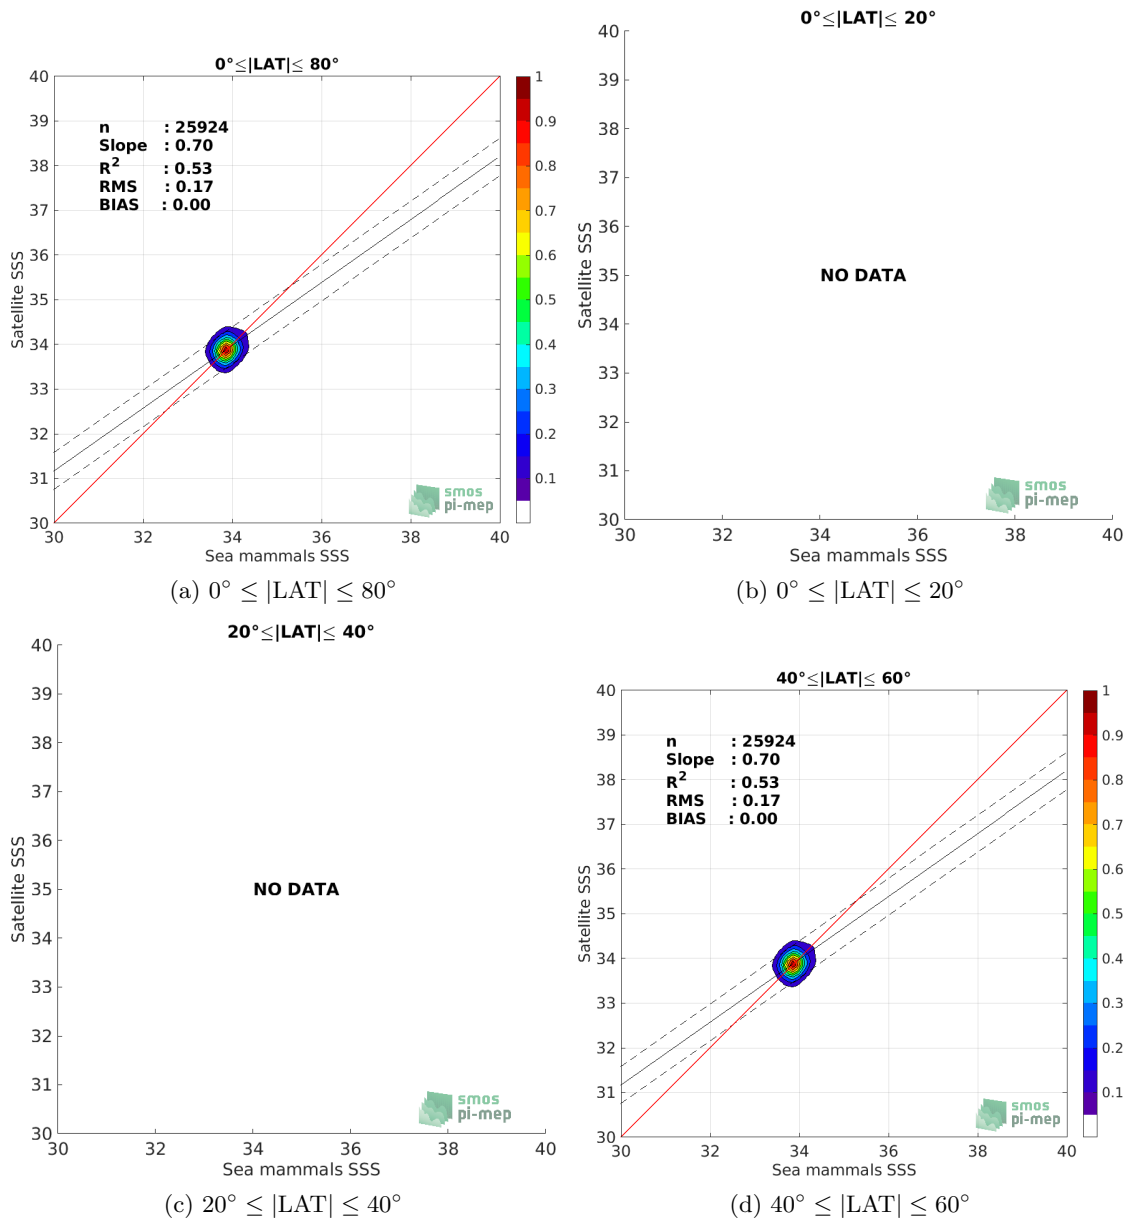 0°≤|LAT|≤ 80°
40
39
38
37
36
35
34
33
32
31
30
n : 25924
Slope : 0.70
R² : 0.53
RMS : 0.17
BIAS : 0.00
1
0.9
0.8
0.7
0.6
0.5
0.4
0.3
0.2
0.1
Satellite SSS
smos
pi-mep
30 32 34 36 38 40
Sea mammals SSS
(a) 0° ≤ |LAT| ≤ 80°
0°≤|LAT|≤ 20°
40
39
38
37
36
35
34
33
32
31
30
Satellite SSS
NO DATA
smos
pi-mep
30 32 34 36 38 40
Sea mammals SSS
(b) 0° ≤ |LAT| ≤ 20°
20°≤|LAT|≤ 40°
40
39
38
37
36
35
34
33
32
31
30
Satellite SSS
NO DATA
smos
pi-mep
30 32 34 36 38 40
Sea mammals SSS
(c) 20° ≤ |LAT| ≤ 40°
40°≤|LAT|≤ 60°
40
39
38
37
36
35
34
33
32
31
30
n : 25924
Slope : 0.70
R² : 0.53
RMS : 0.17
BIAS : 0.00
1
0.9
0.8
0.7
0.6
0.5
0.4
0.3
0.2
0.1
Satellite SSS
smos
pi-mep
30 32 34 36 38 40
Sea mammals SSS
(d) 40° ≤ |LAT| ≤ 60°